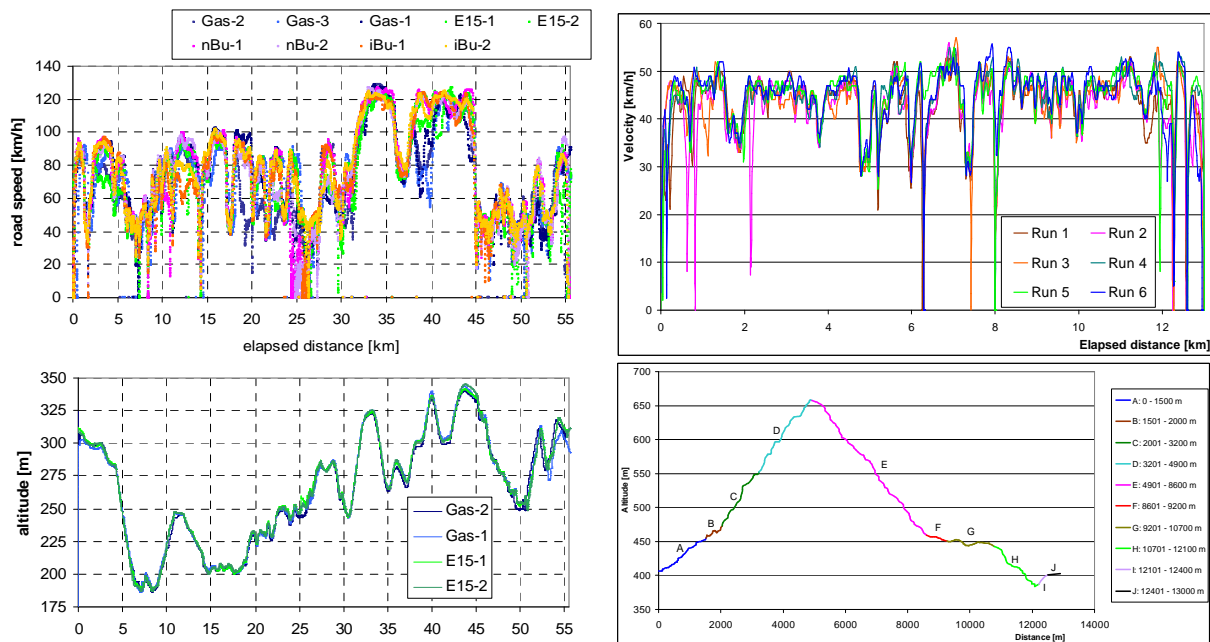 Gas-2 Gas-3 Gas-1 E15-1 E15-2
nBu-1 nBu-2 iBu-1 iBu-2
140
120
100
80
60
40
20
0
road speed [km/h]
0 5 10 15 20 25 30 35 40 45 50 55
elapsed distance [km]
60
50
40
30
20
10
0
Velocity [km/h]
Run 1 Run 2
Run 3 Run 4
Run 5 Run 6
0 2 4 6 8 10 12
Elapsed distance [km]
350
325
300
275
250
225
200
175
altitude [m]
Gas-2
Gas-1
E15-1
E15-2
0 5 10 15 20 25 30 35 40 45 50 55
700
650
600
550
500
450
400
350
Altitude [m]
A
B
C
D
E
F
G
H
I
J
0 2000 4000 6000 8000 10000 12000 14000
Distance [m]
A: 0 - 1500 m
B: 1501 - 2000 m
C: 2001 - 3200 m
D: 3201 - 4900 m
E: 4901 - 8600 m
F: 8601 - 9200 m
G: 9201 - 10700 m
H: 10701 - 12100 m
I: 12101 - 12400 m
J: 12401 - 13000 m